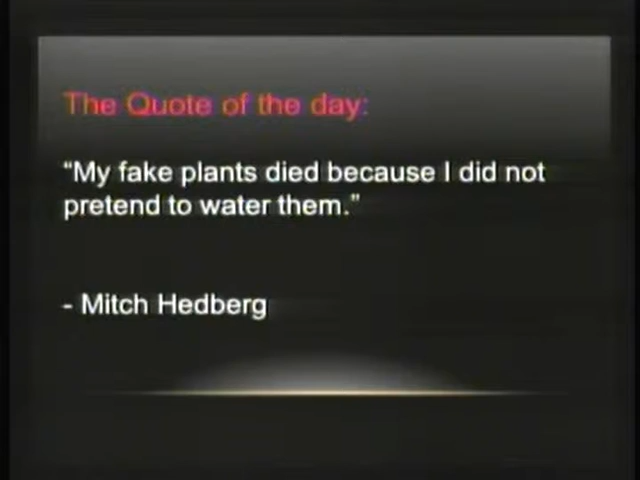 The Quote of the day:
“My fake plants died because I did not
pretend to water them.”
- Mitch Hedberg